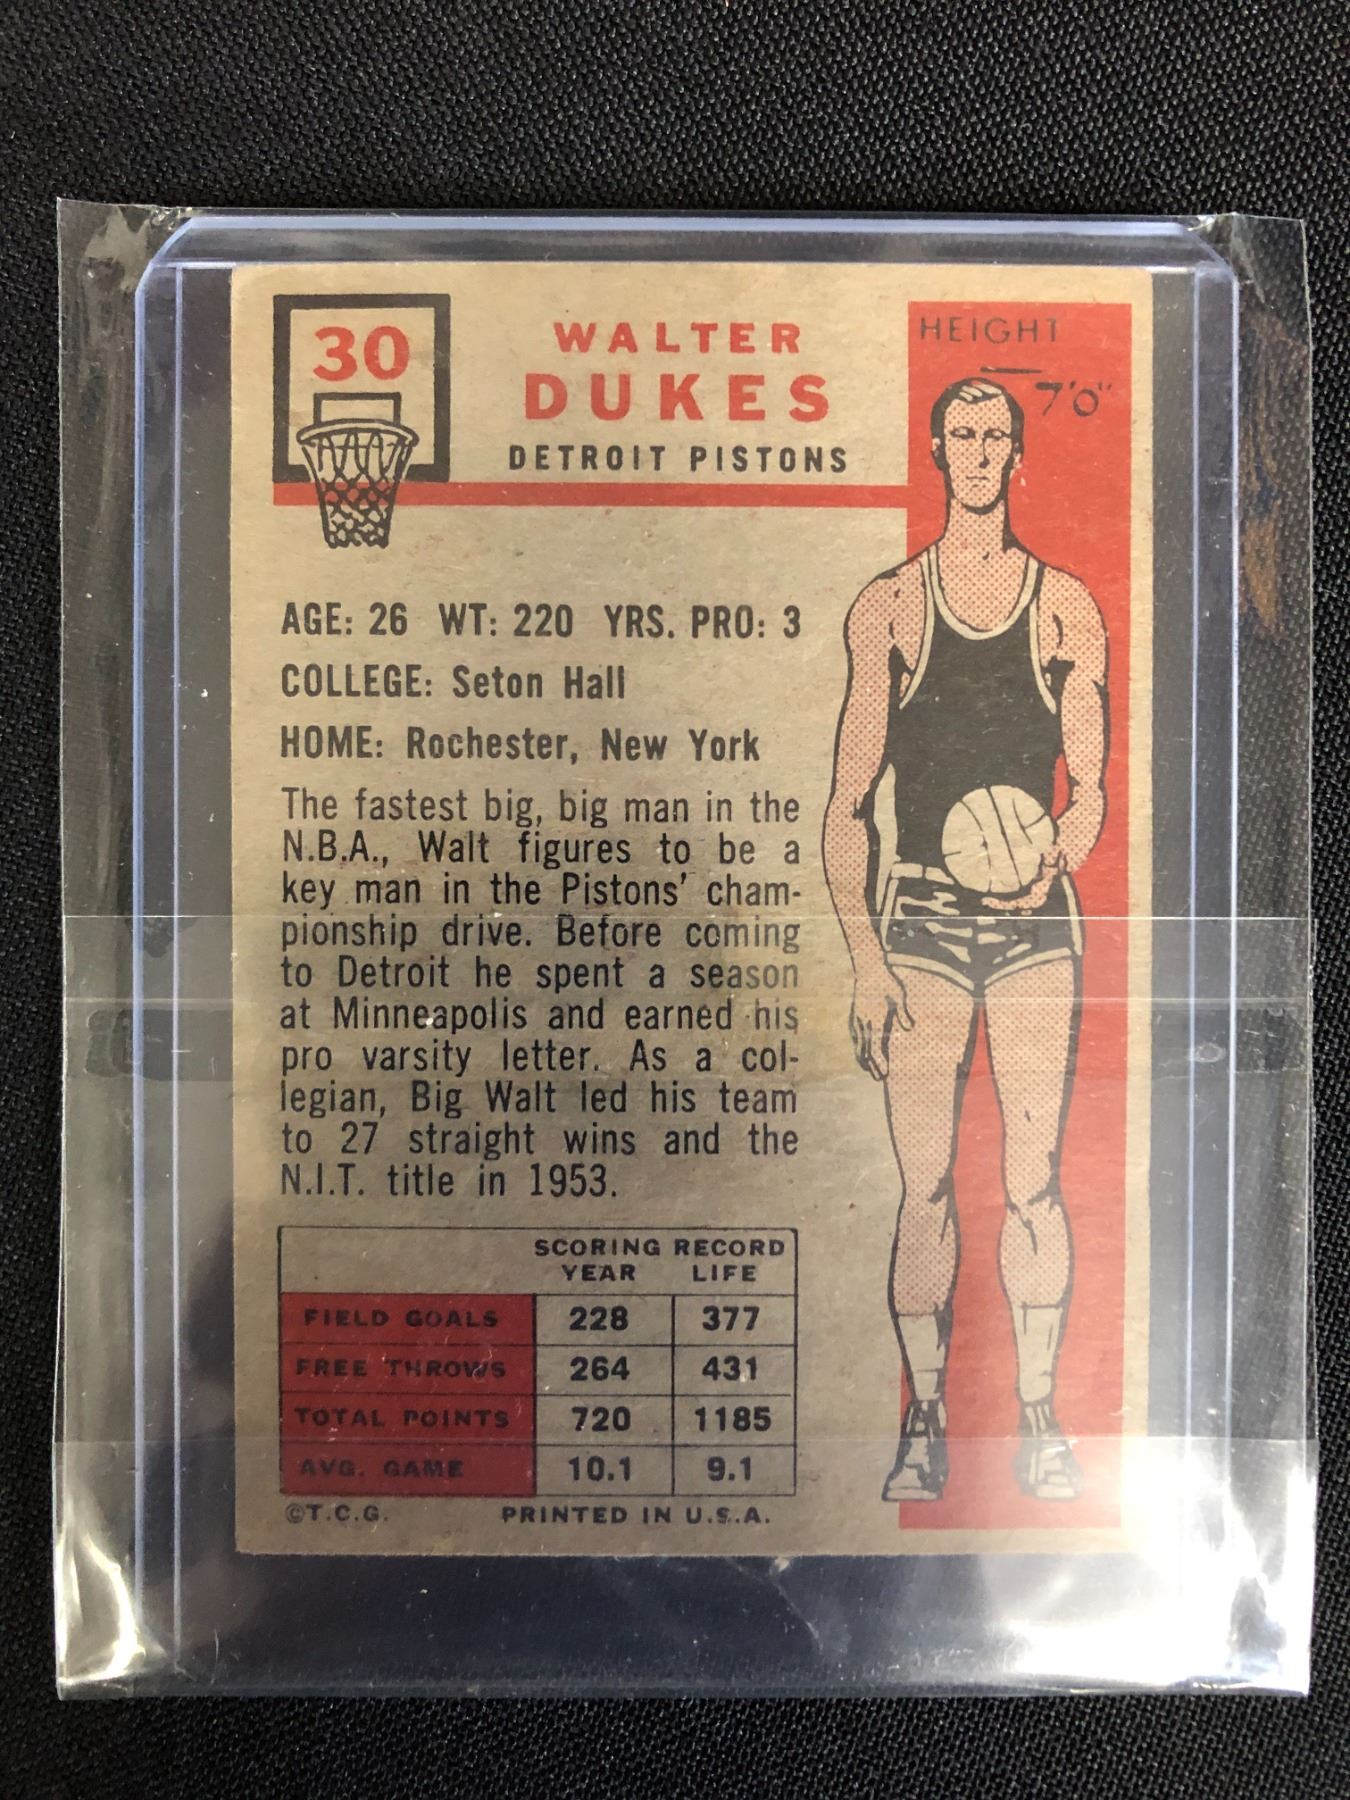 30
WALTER
DUKES
DETROIT PISTONS
HEIGHT
7'0"
AGE: 26 WT: 220 YRS. PRO: 3
COLLEGE: Seton Hall
HOME: Rochester, New York
The fastest big, big man in the
N.B.A., Walt figures to be a
key man in the Pistons' cham-
pionship drive. Before coming
to Detroit he spent a season
at Minneapolis and earned his
pro varsity letter. As a col-
legian, Big Walt led his team
to 27 straight wins and the
N.I.T. title in 1953.
SCORING RECORD
YEAR LIFE
FIELD GOALS 228 377
FREE THROWS 264 431
TOTAL POINTS 720 1185
AVG. GAME 10.1 9.1
©T.C.G. PRINTED IN U.S.A.